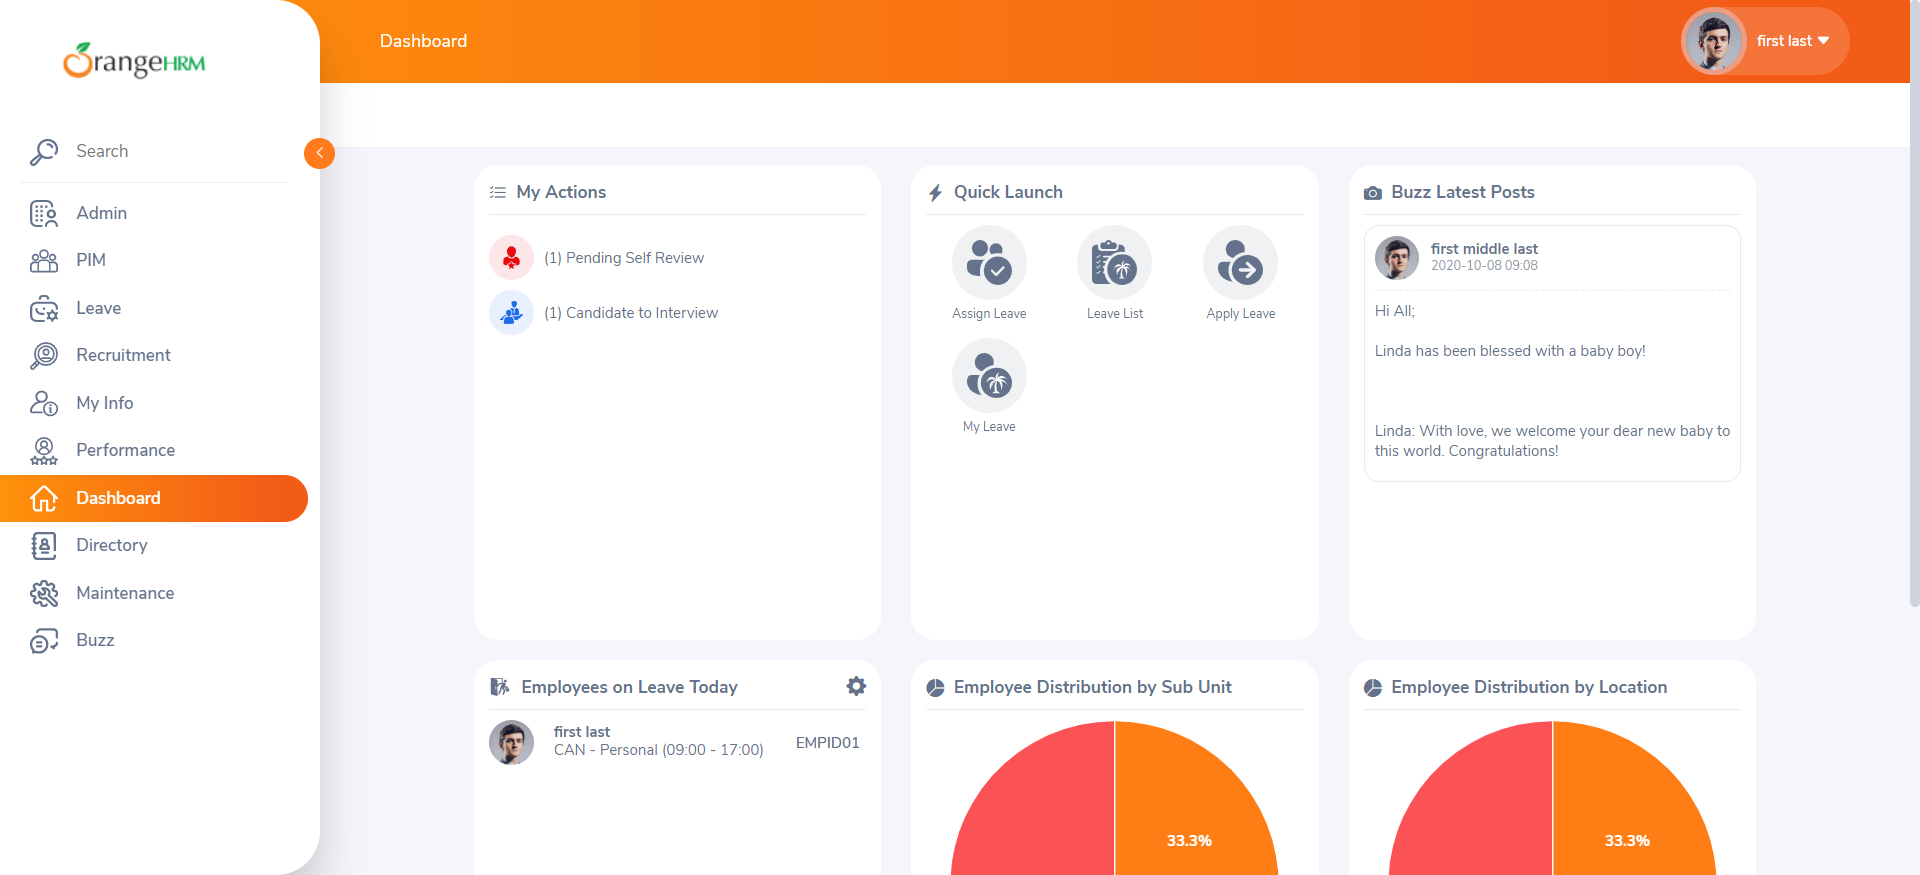 OrangeHRM
Search
Admin
PIM
Leave
Recruitment
My Info
Performance
Dashboard
Directory
Maintenance
Buzz
Dashboard
first last
My Actions
(1) Pending Self Review
(1) Candidate to Interview
Quick Launch
Assign Leave
Leave List
Apply Leave
My Leave
Buzz Latest Posts
first middle last
2020-10-08 09:08
Hi All;
Linda has been blessed with a baby boy!
Linda: With love, we welcome your dear new baby to
this world. Congratulations!
Employees on Leave Today
first last
CAN - Personal (09:00 - 17:00)
EMPID01
Employee Distribution by Sub Unit
33.3%
Employee Distribution by Location
33.3%